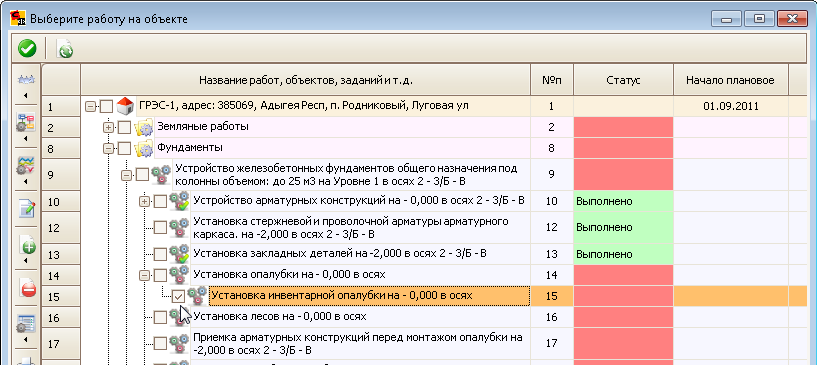 Выберите работу на объекте
Название работ, объектов, заданий и т.д. №п Статус Начало плановое
1 ГРЭС-1, адрес: 385069, Адыгея Респ, п. Родниковый, Луговая ул 1 01.09.2011
2 Земляные работы 2
8 Фундаменты 8
9 Устройство железобетонных фундаментов общего назначения под 9
колонны объемом: до 25 м3 на Уровне 1 в осях 2 - 3/Б - В
10 Устройство арматурных конструкций на - 0,000 в осях 2 - 3/Б - В 10 Выполнено
12 Установка стержневой и проволочной арматуры арматурного 12 Выполнено
каркаса. на -2,000 в осях 2 - 3/Б - В
13 Установка закладных деталей на -2,000 в осях 2 - 3/Б - В 13 Выполнено
14 Установка опалубки на - 0,000 в осях 14
15 Установка инвентарной опалубки на - 0,000 в осях 15
16 Установка лесов на - 0,000 в осях 16
17 Приемка арматурных конструкций перед монтажом опалубки на 17
-2,000 в осях 2 - 3/Б - В